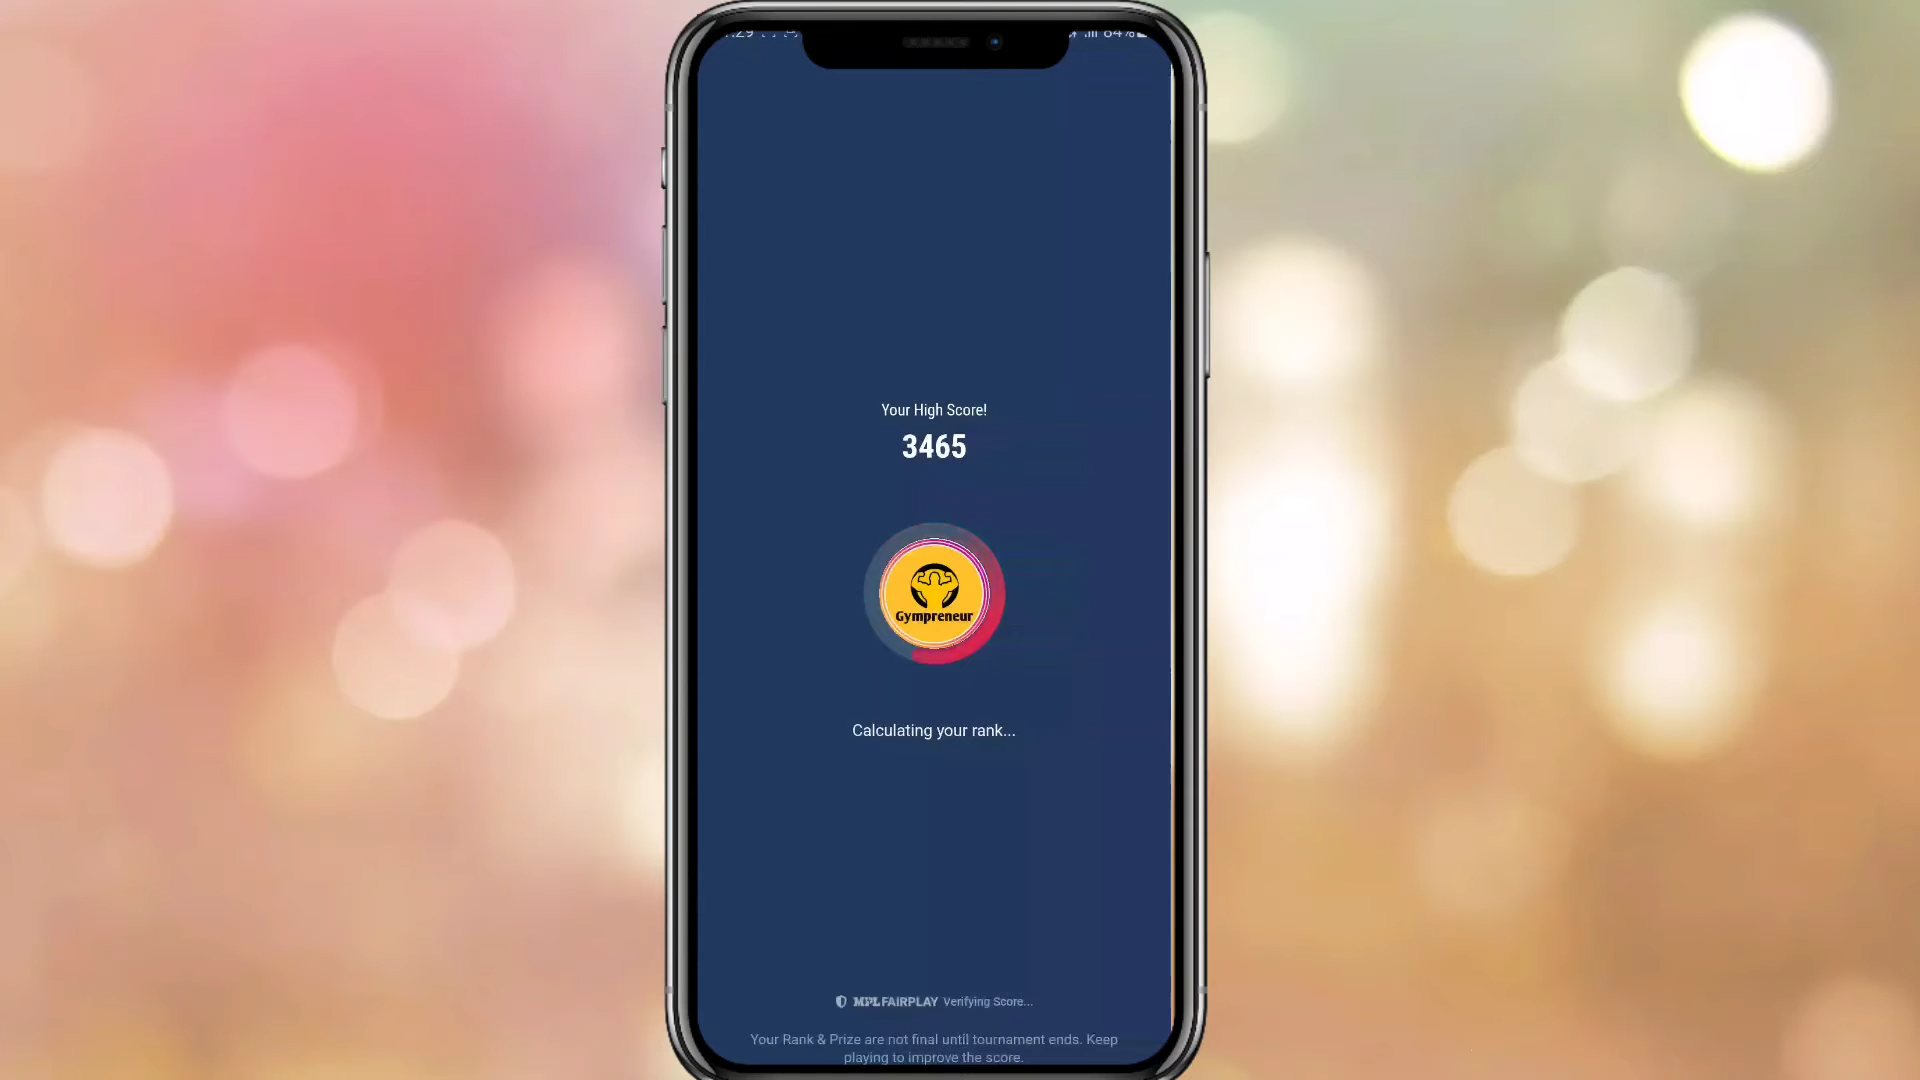 84%
Your High Score!
3465
Gympreneur
Calculating your rank...
MPL FAIRPLAY Verifying Score...
Your Rank & Prize are not final until tournament ends. Keep
playing to improve the score.